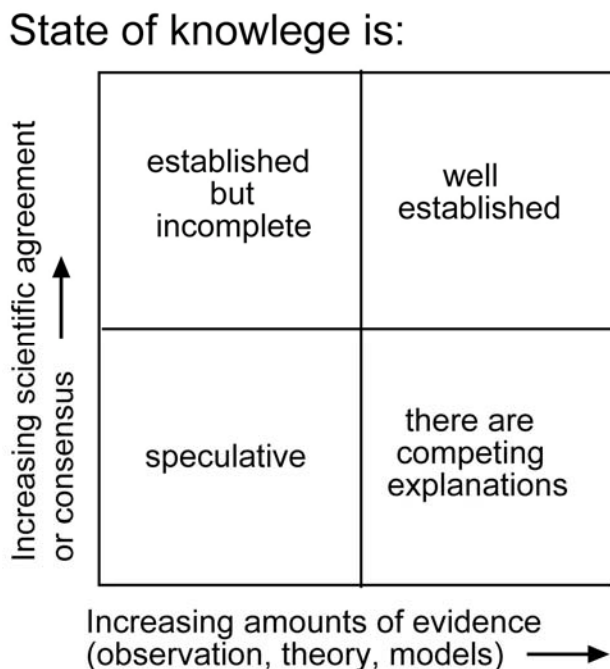 State of knowlege is:
Increasing scientific agreement
or consensus
established
but
incomplete
well
established
speculative
there are
competing
explanations
Increasing amounts of evidence
(observation, theory, models)